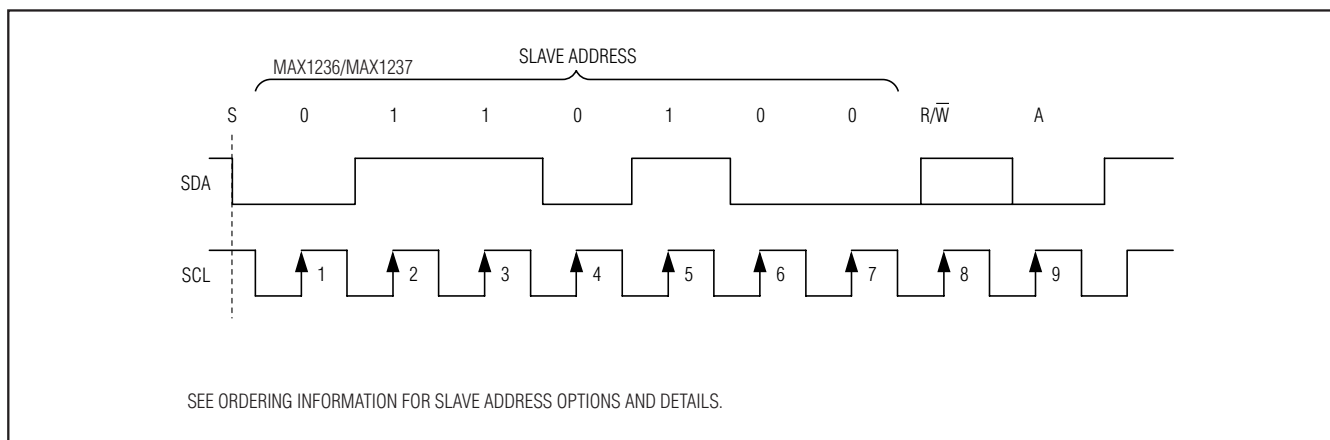 SLAVE ADDRESS
MAX1236/MAX1237
S 0 1 1 0 1 0 0 R/W̅ A
SDA
SCL 1 2 3 4 5 6 7 8 9
SEE ORDERING INFORMATION FOR SLAVE ADDRESS OPTIONS AND DETAILS.